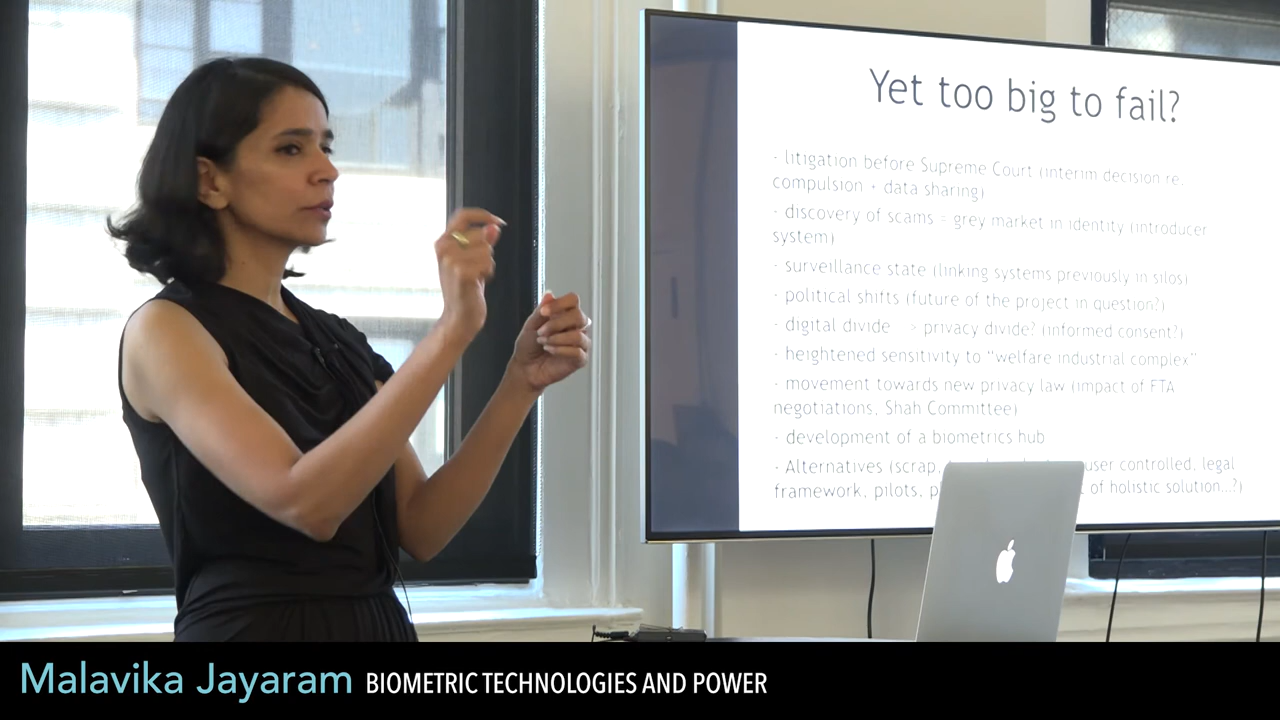 Yet too big to fail?
- litigation before Supreme Court (interim decision re.
compulsion + data sharing)
- discovery of scams = grey market in identity (introducer
system)
- surveillance state (linking systems previously in silos)
- political shifts (future of the project in question?)
- digital divide > privacy divide? (informed consent?)
- heightened sensitivity to "welfare industrial complex"
- movement towards new privacy law (impact of FTA
negotiations, Shah Committee)
- development of a biometrics hub
- Alternatives (scrap, user controlled, legal
framework, pilots, of holistic solution...?)
Malavika Jayaram BIOMETRIC TECHNOLOGIES AND POWER